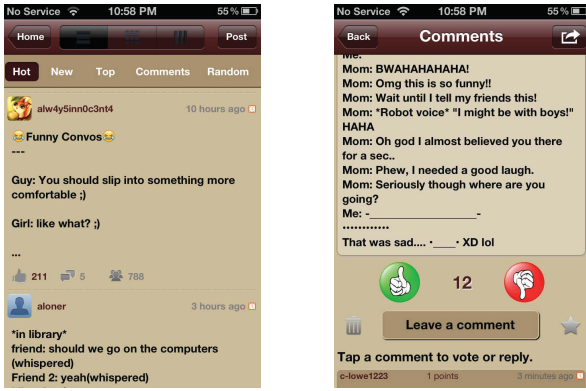 No Service 10:58 PM 55 %
Home Post
Hot New Top Comments Random
alw4y5inn0c3nt4 10 hours ago
😂Funny Convos😂
---
Guy: You should slip into something more
comfortable ;)
Girl: like what? ;)
...
211 5 788
aloner 3 hours ago
*in library*
friend: should we go on the computers
(whispered)
Friend 2: yeah(whispered)
No Service 10:58 PM 55 %
Back Comments
Me:
Mom: BWAHAHAHAHA!
Mom: Omg this is so funny!!
Mom: Wait until I tell my friends this!
Mom: *Robot voice* "I might be with boys!"
HAHA
Mom: Oh god I almost believed you there
for a sec..
Mom: Phew, I needed a good laugh.
Mom: Seriously though where are you
going?
Me: -_________________-
............
That was sad.... ·____· XD lol
12
Leave a comment
Tap a comment to vote or reply.
c-lowe1223 1 points 3 minutes ago